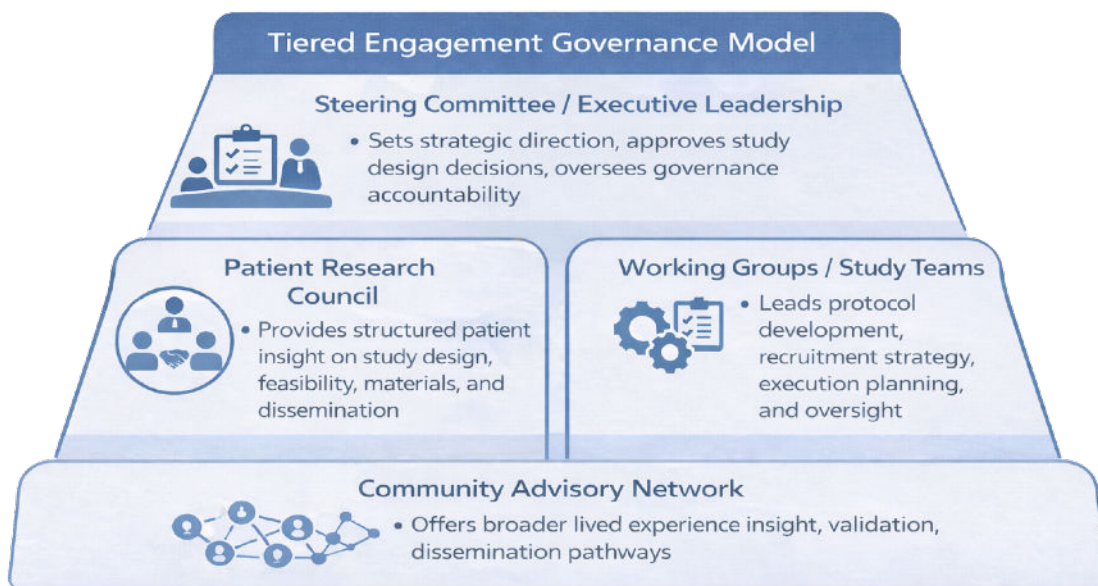 Tiered Engagement Governance Model
Steering Committee / Executive Leadership
• Sets strategic direction, approves study
design decisions, oversees governance
accountability
Patient Research
Council
• Provides structured patient
insight on study design,
feasibility, materials, and
dissemination
Working Groups / Study Teams
• Leads protocol
development,
recruitment strategy,
execution planning,
and oversight
Community Advisory Network
• Offers broader lived experience insight, validation,
dissemination pathways